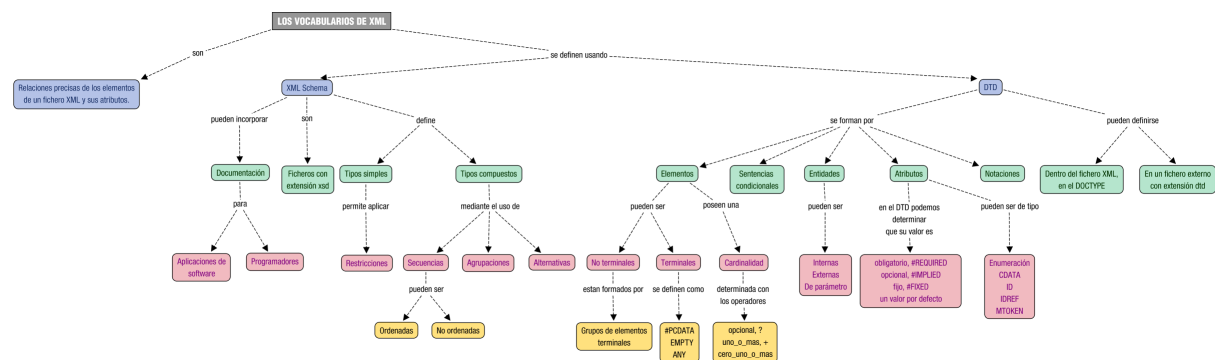 LOS VOCABULARIOS DE XML
son
se definen usando
Relaciones precisas de los elementos
de un fichero XML y sus atributos.
XML Schema
DTD
pueden incorporar
son
define
se forman por
pueden definirse
Documentación
Ficheros con
extensión xsd
Tipos simples
Tipos compuestos
Elementos
Sentencias
condicionales
Entidades
Atributos
Notaciones
Dentro del fichero XML,
en el DOCTYPE
En un fichero externo
con extensión dtd
para
permite aplicar
mediante el uso de
pueden ser
poseen una
pueden ser
en el DTD podemos
determinar
que su valor es
pueden ser de tipo
Aplicaciones de
software
Programadores
Restricciones
Secuencias
Agrupaciones
Alternativas
No terminales
Terminales
Cardinalidad
Internas
Externas
De parámetro
obligatorio, #REQUIRED
opcional, #IMPLIED
fijo, #FIXED
un valor por defecto
Enumeración
CDATA
ID
IDREF
MTOKEN
pueden ser
estan formados por
se definen como
determinada con
los operadores
Ordenadas
No ordenadas
Grupos de elementos
terminales
#PCDATA
EMPTY
ANY
opcional, ?
uno_o_mas, +
cero_uno_o_mas